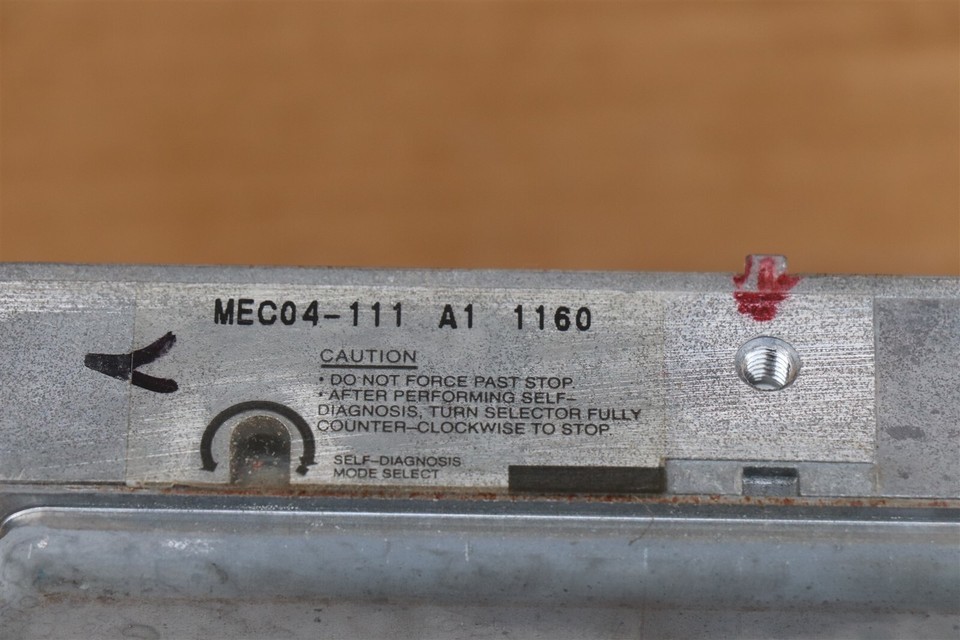 MEC04-111 A1 1160
CAUTION
· DO NOT FORCE PAST STOP.
· AFTER PERFORMING SELF-
DIAGNOSIS, TURN SELECTOR FULLY
COUNTER-CLOCKWISE TO STOP.
SELF-DIAGNOSIS
MODE SELECT